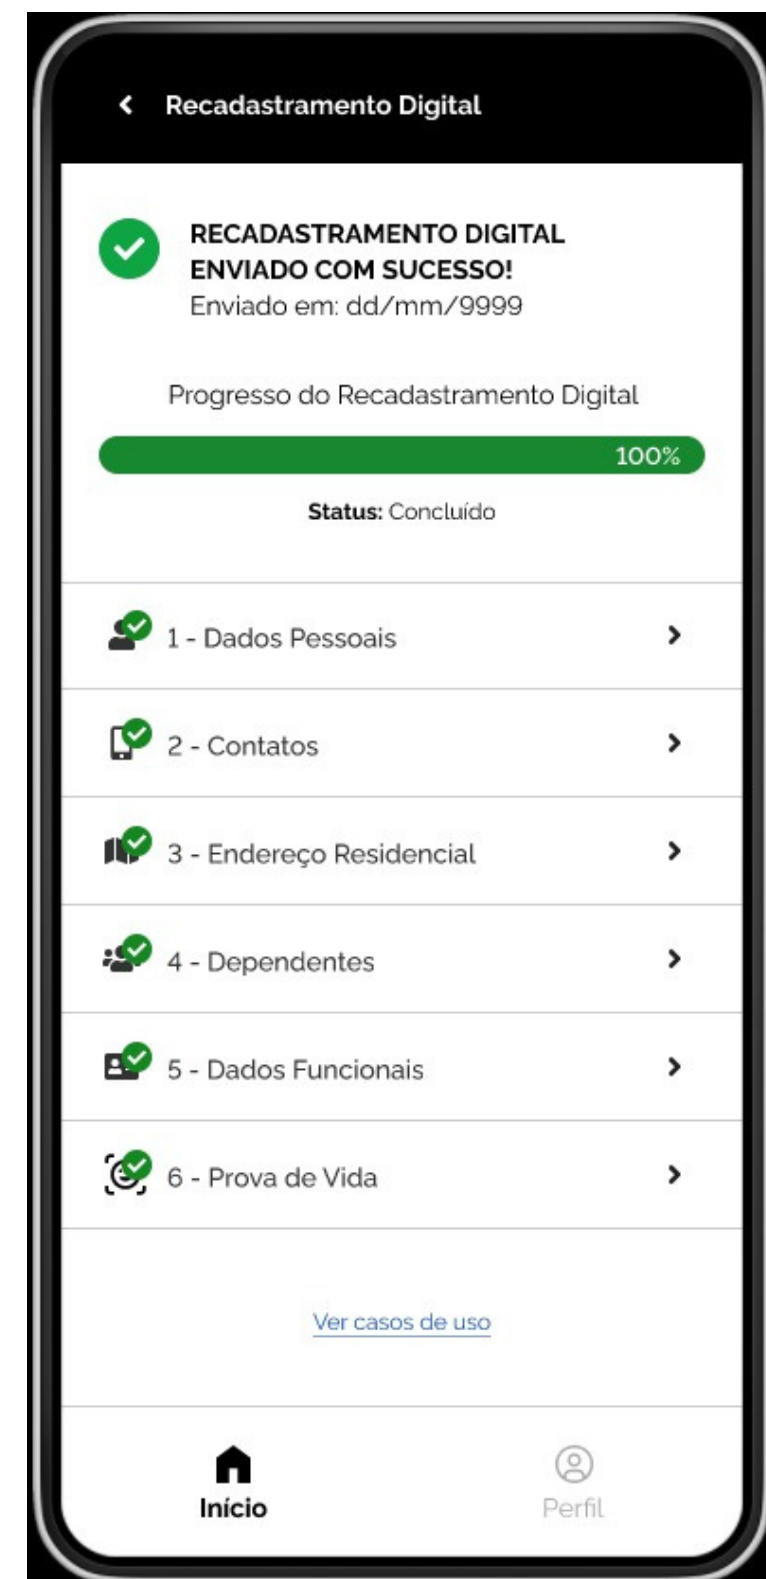 Recadastramento Digital
RECADASTRAMENTO DIGITAL
ENVIADO COM SUCESSO!
Enviado em: dd/mm/9999
Progresso do Recadastramento Digital
100%
Status: Concluído
1 - Dados Pessoais
2 - Contatos
3 - Endereço Residencial
4 - Dependentes
5 - Dados Funcionais
6 - Prova de Vida
Ver casos de uso
Início
Perfil